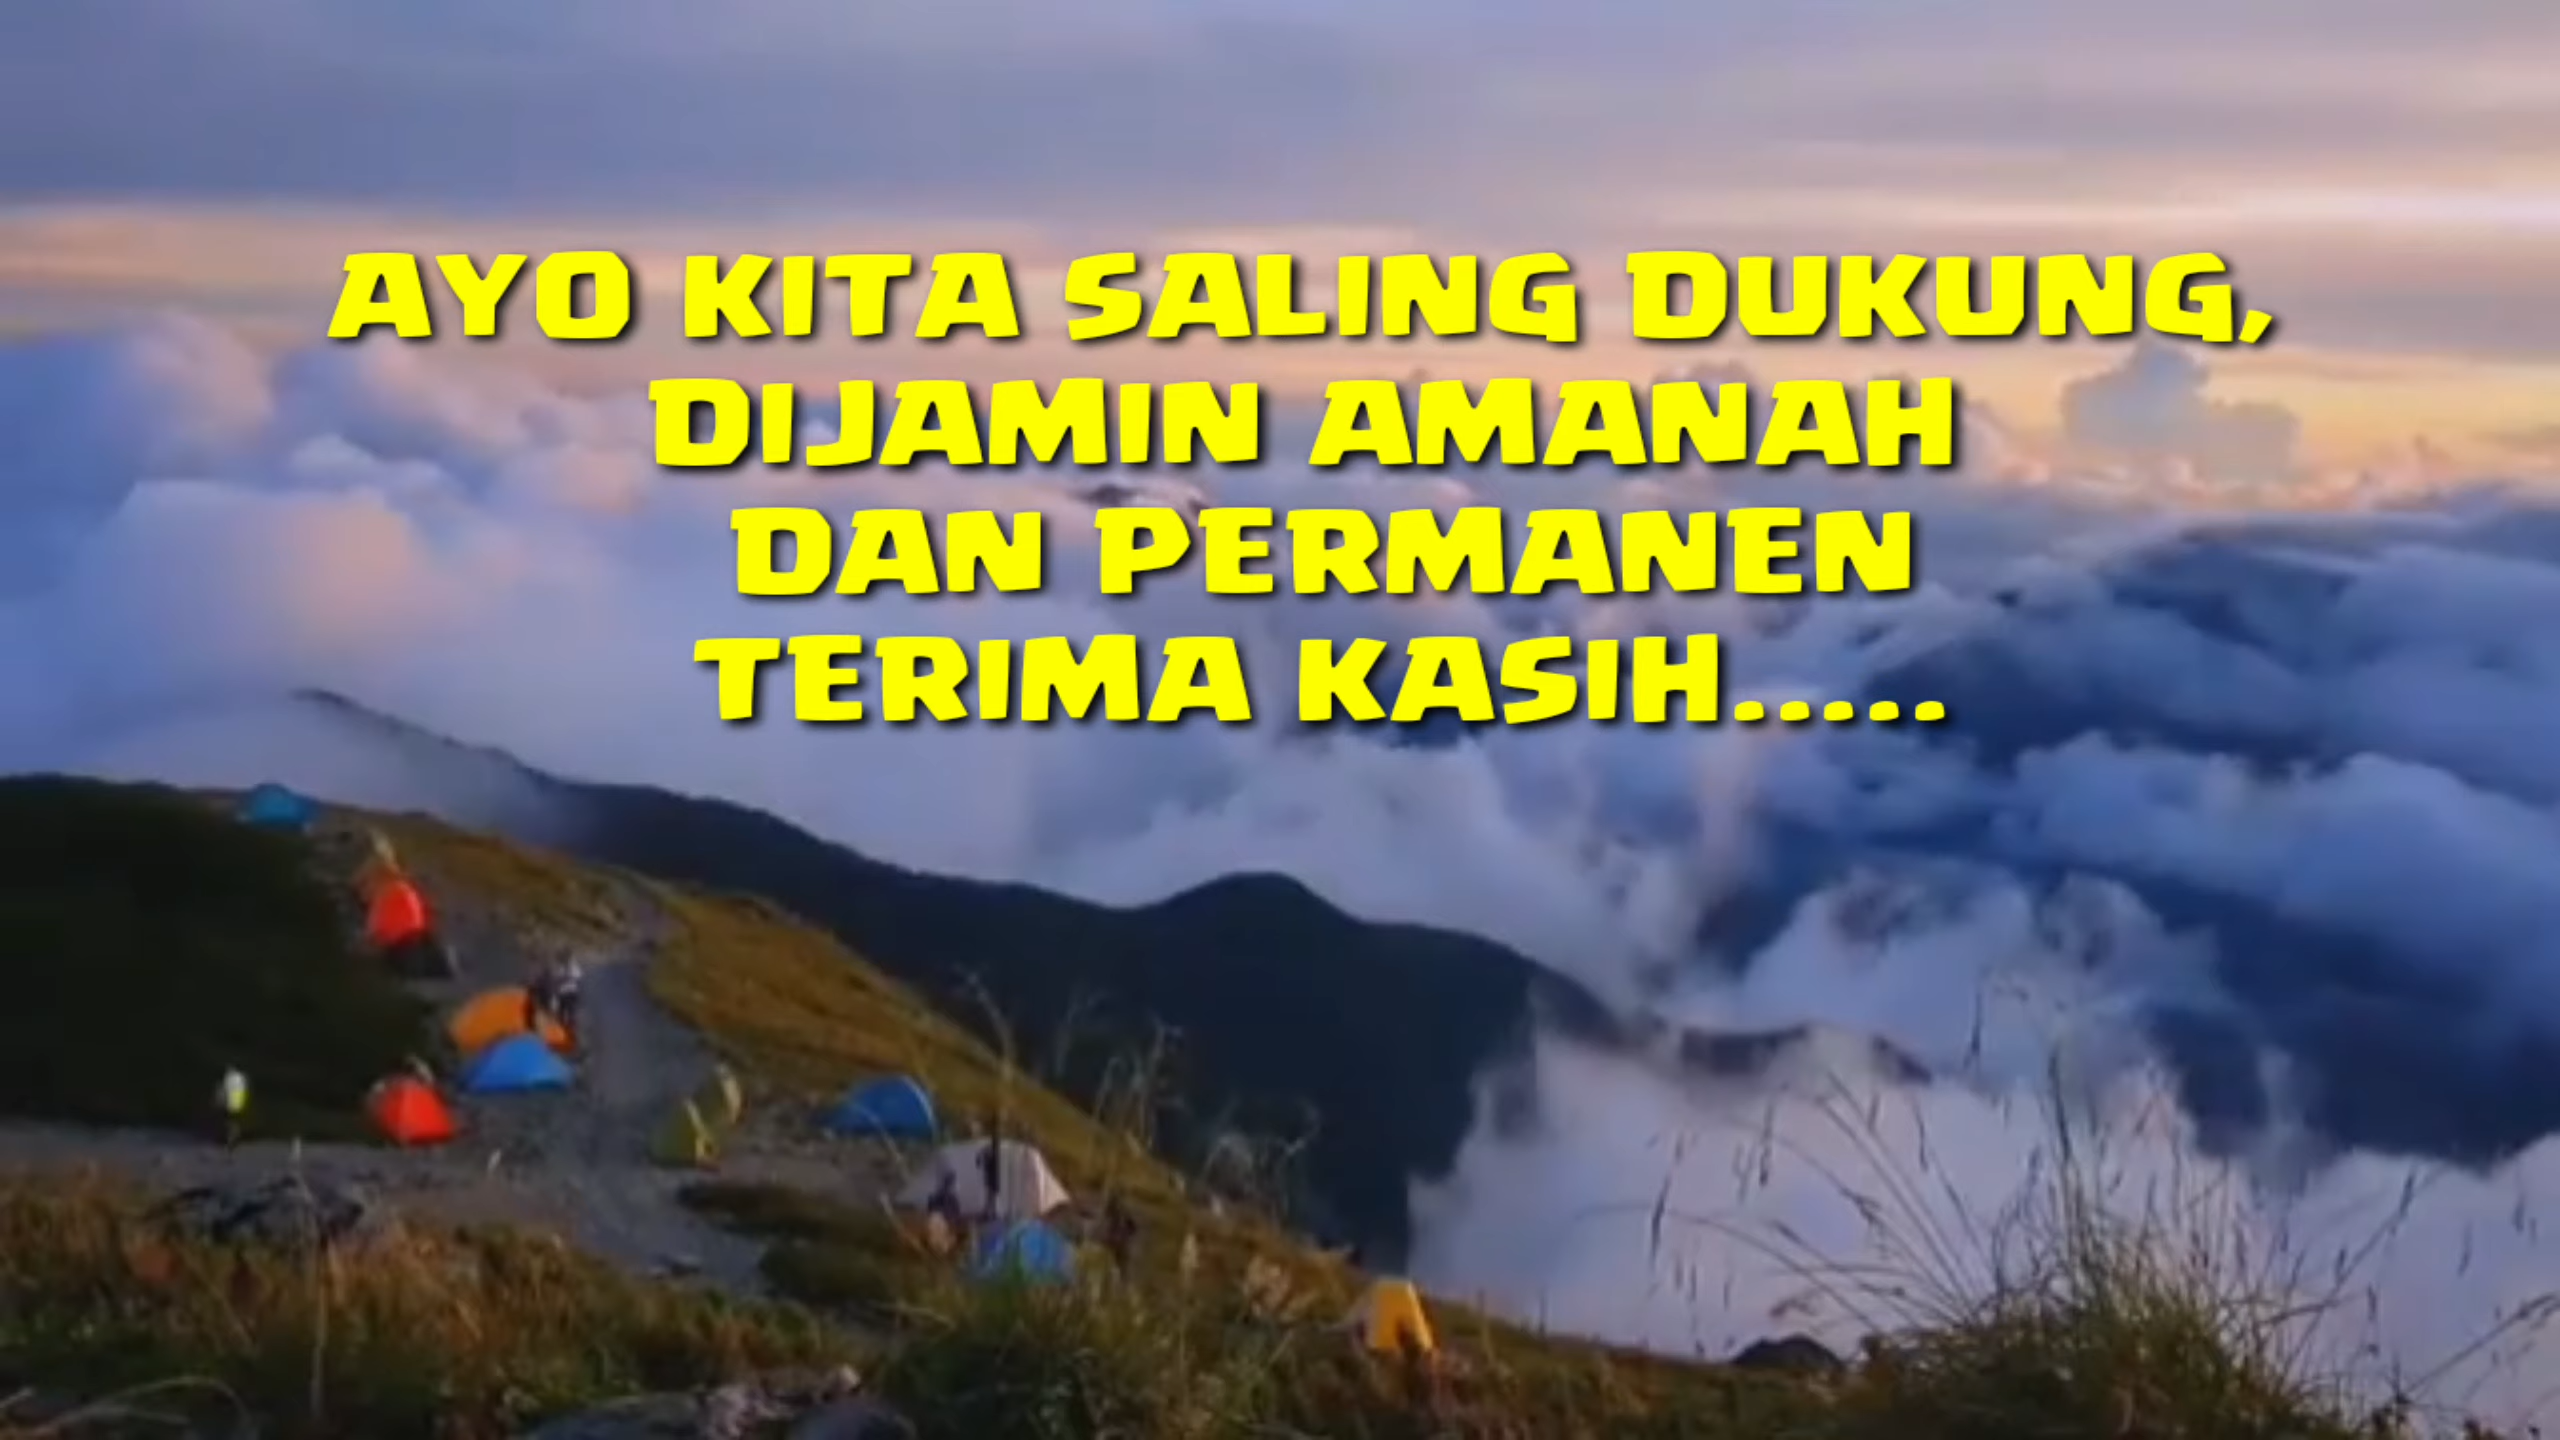 AYO KITA SALING DUKUNG,
DIJAMIN AMANAH
DAN PERMANEN
TERIMA KASIH.....